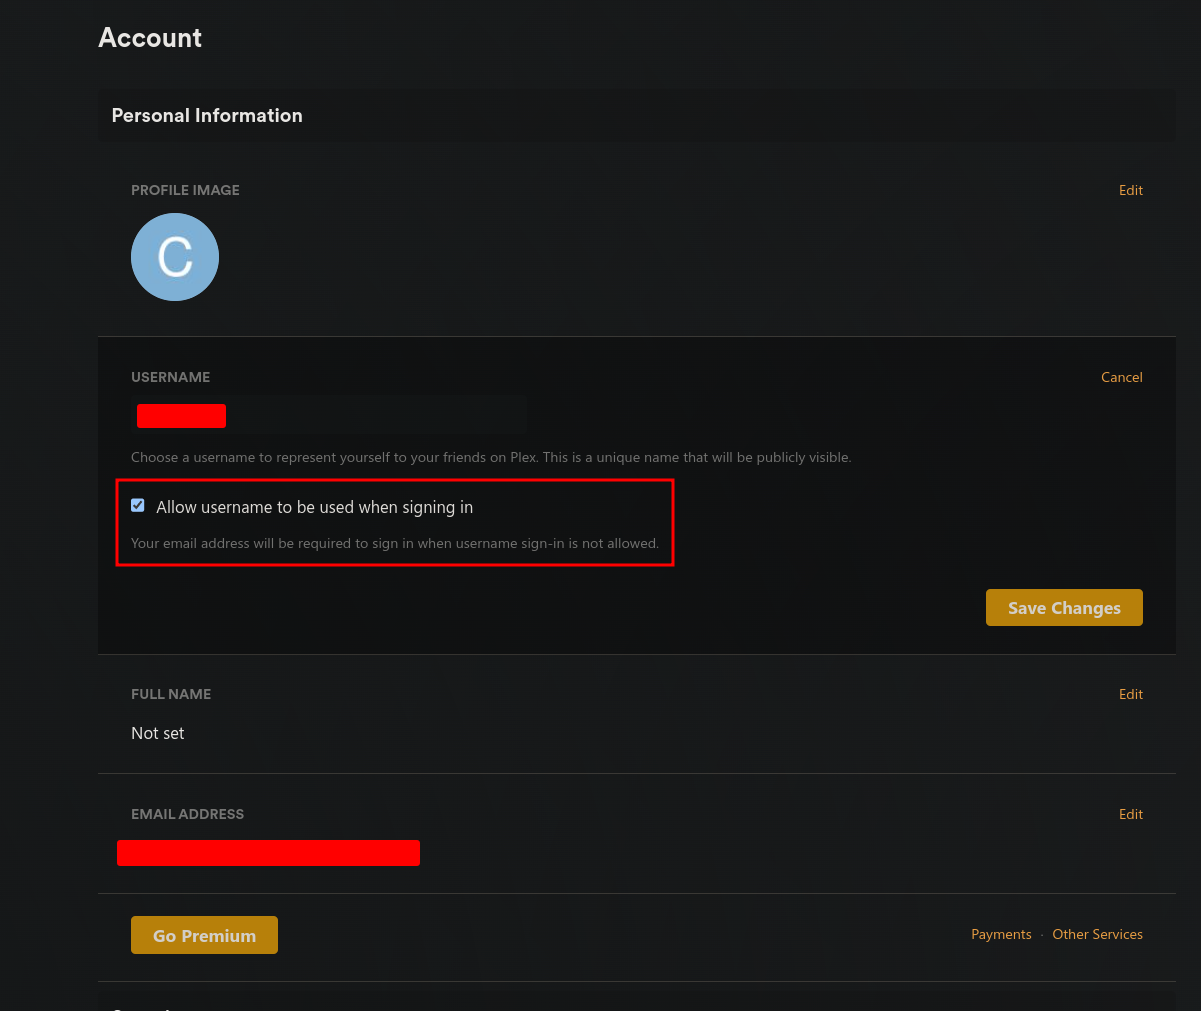 Account
Personal Information
PROFILE IMAGE
Edit
C
USERNAME
Cancel
Choose a username to represent yourself to your friends on Plex. This is a unique name that will be publicly visible.
Allow username to be used when signing in
Your email address will be required to sign in when username sign-in is not allowed.
Save Changes
FULL NAME
Edit
Not set
EMAIL ADDRESS
Edit
Go Premium
Payments · Other Services